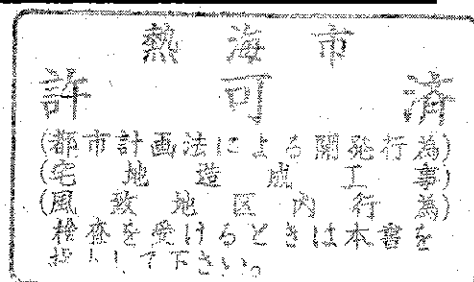 熱海市
許可済
(都市計画法による開発行為)
(宅地造成工事)
(風致地区内行為)
検査を受けるときは本書を
して下さい。